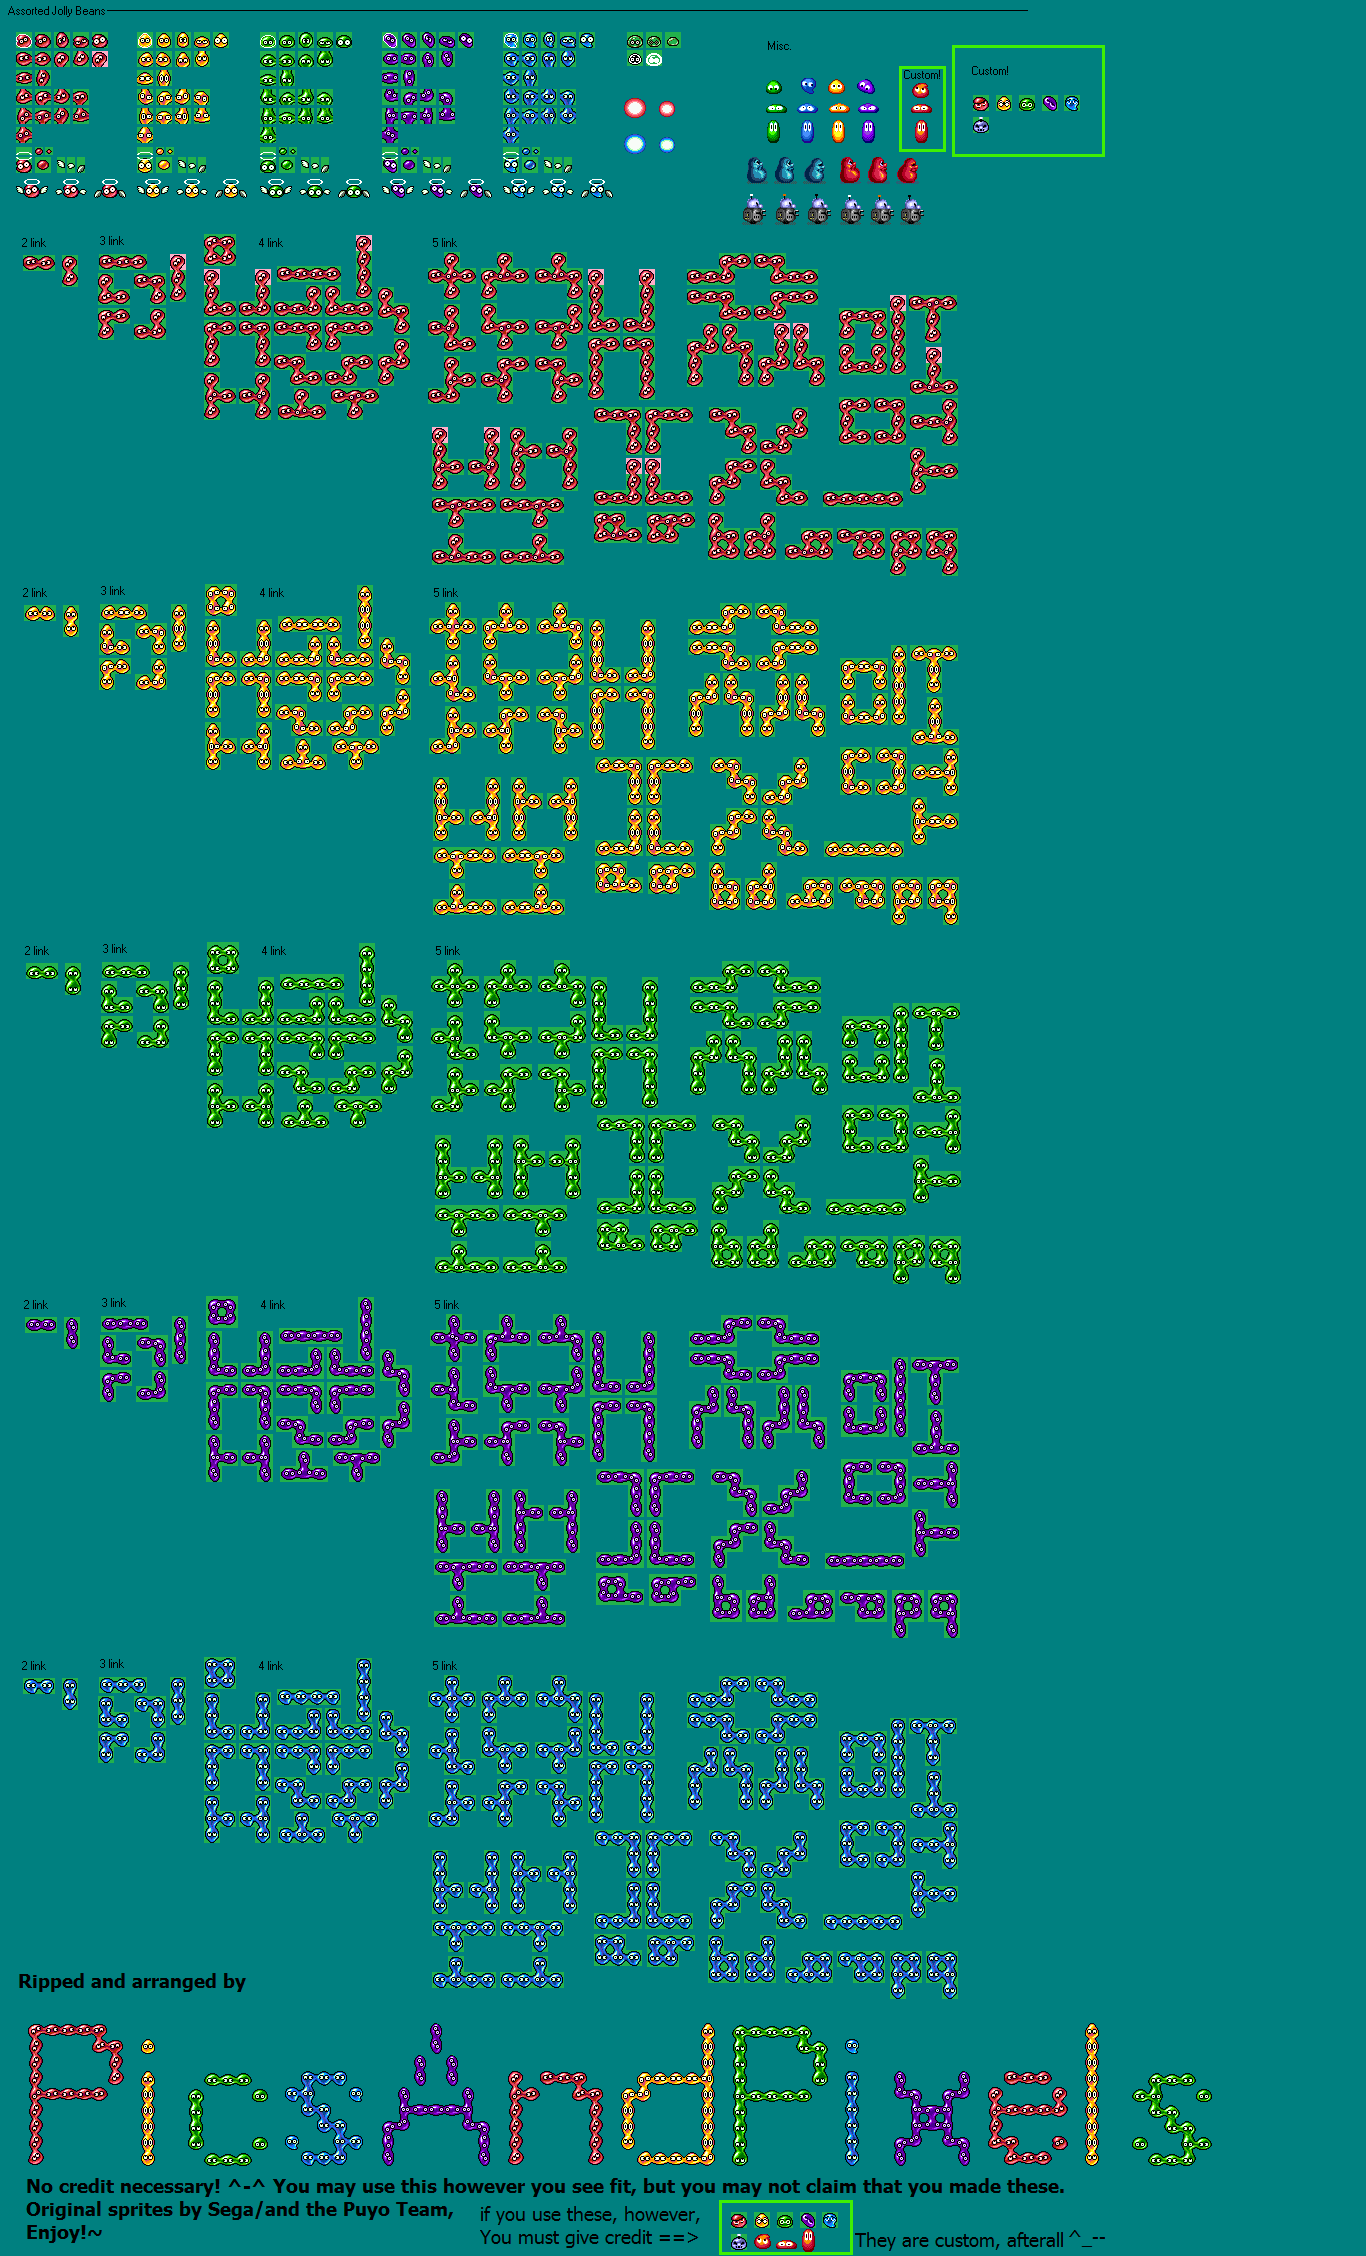 Assorted Jolly Beans
Misc.
Custom!
Custom!
2 link
3 link
4 link
5 link
2 link
3 link
4 link
5 link
2 link
3 link
4 link
5 link
2 link
3 link
4 link
5 link
2 link
3 link
4 link
5 link
Ripped and arranged by
PicsAndPixels
No credit necessary! ^-^ You may use this however you see fit, but you may not claim that you made these.
Original sprites by Sega/and the Puyo Team,
Enjoy!~
if you use these, however,
You must give credit ==>
They are custom, afterall ^_--